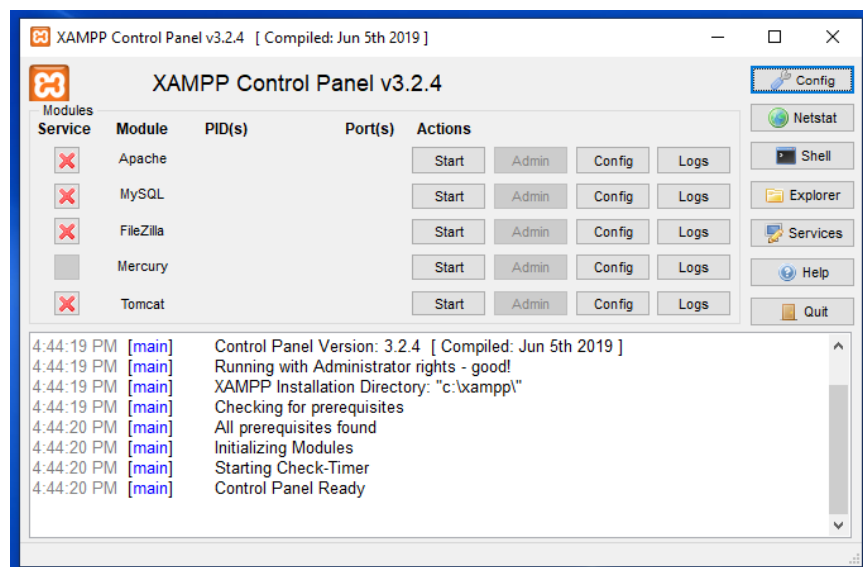 XAMPP Control Panel v3.2.4 [ Compiled: Jun 5th 2019 ]
XAMPP Control Panel v3.2.4
Config
Modules
Service Module PID(s) Port(s) Actions
Netstat
Apache Start Admin Config Logs
Shell
MySQL Start Admin Config Logs
Explorer
FileZilla Start Admin Config Logs
Services
Mercury Start Admin Config Logs
Help
Tomcat Start Admin Config Logs
Quit
4:44:19 PM [main] Control Panel Version: 3.2.4 [ Compiled: Jun 5th 2019 ]
4:44:19 PM [main] Running with Administrator rights - good!
4:44:19 PM [main] XAMPP Installation Directory: "c:\xampp\"
4:44:19 PM [main] Checking for prerequisites
4:44:20 PM [main] All prerequisites found
4:44:20 PM [main] Initializing Modules
4:44:20 PM [main] Starting Check-Timer
4:44:20 PM [main] Control Panel Ready